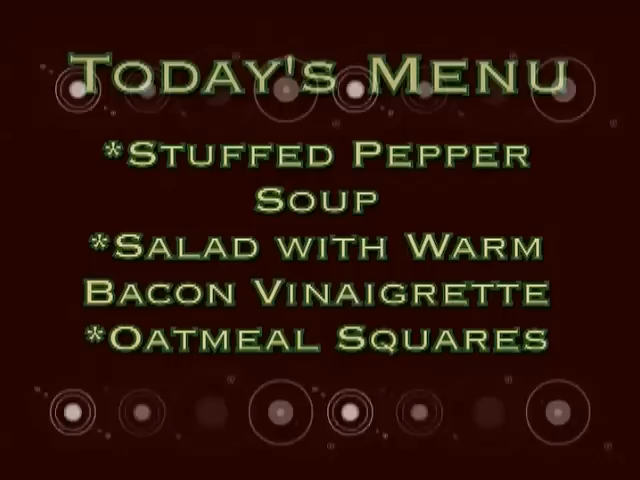 Today's Menu
*Stuffed Pepper
Soup
*Salad with Warm
Bacon Vinaigrette
*Oatmeal Squares